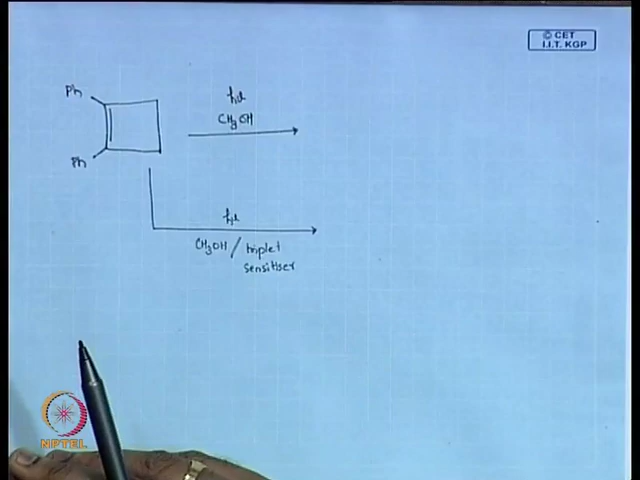 © CET
I.I.T. KGP
Ph
hν
CH3OH
Ph
hν
CH3OH / triplet
sensitiser
NPTEL